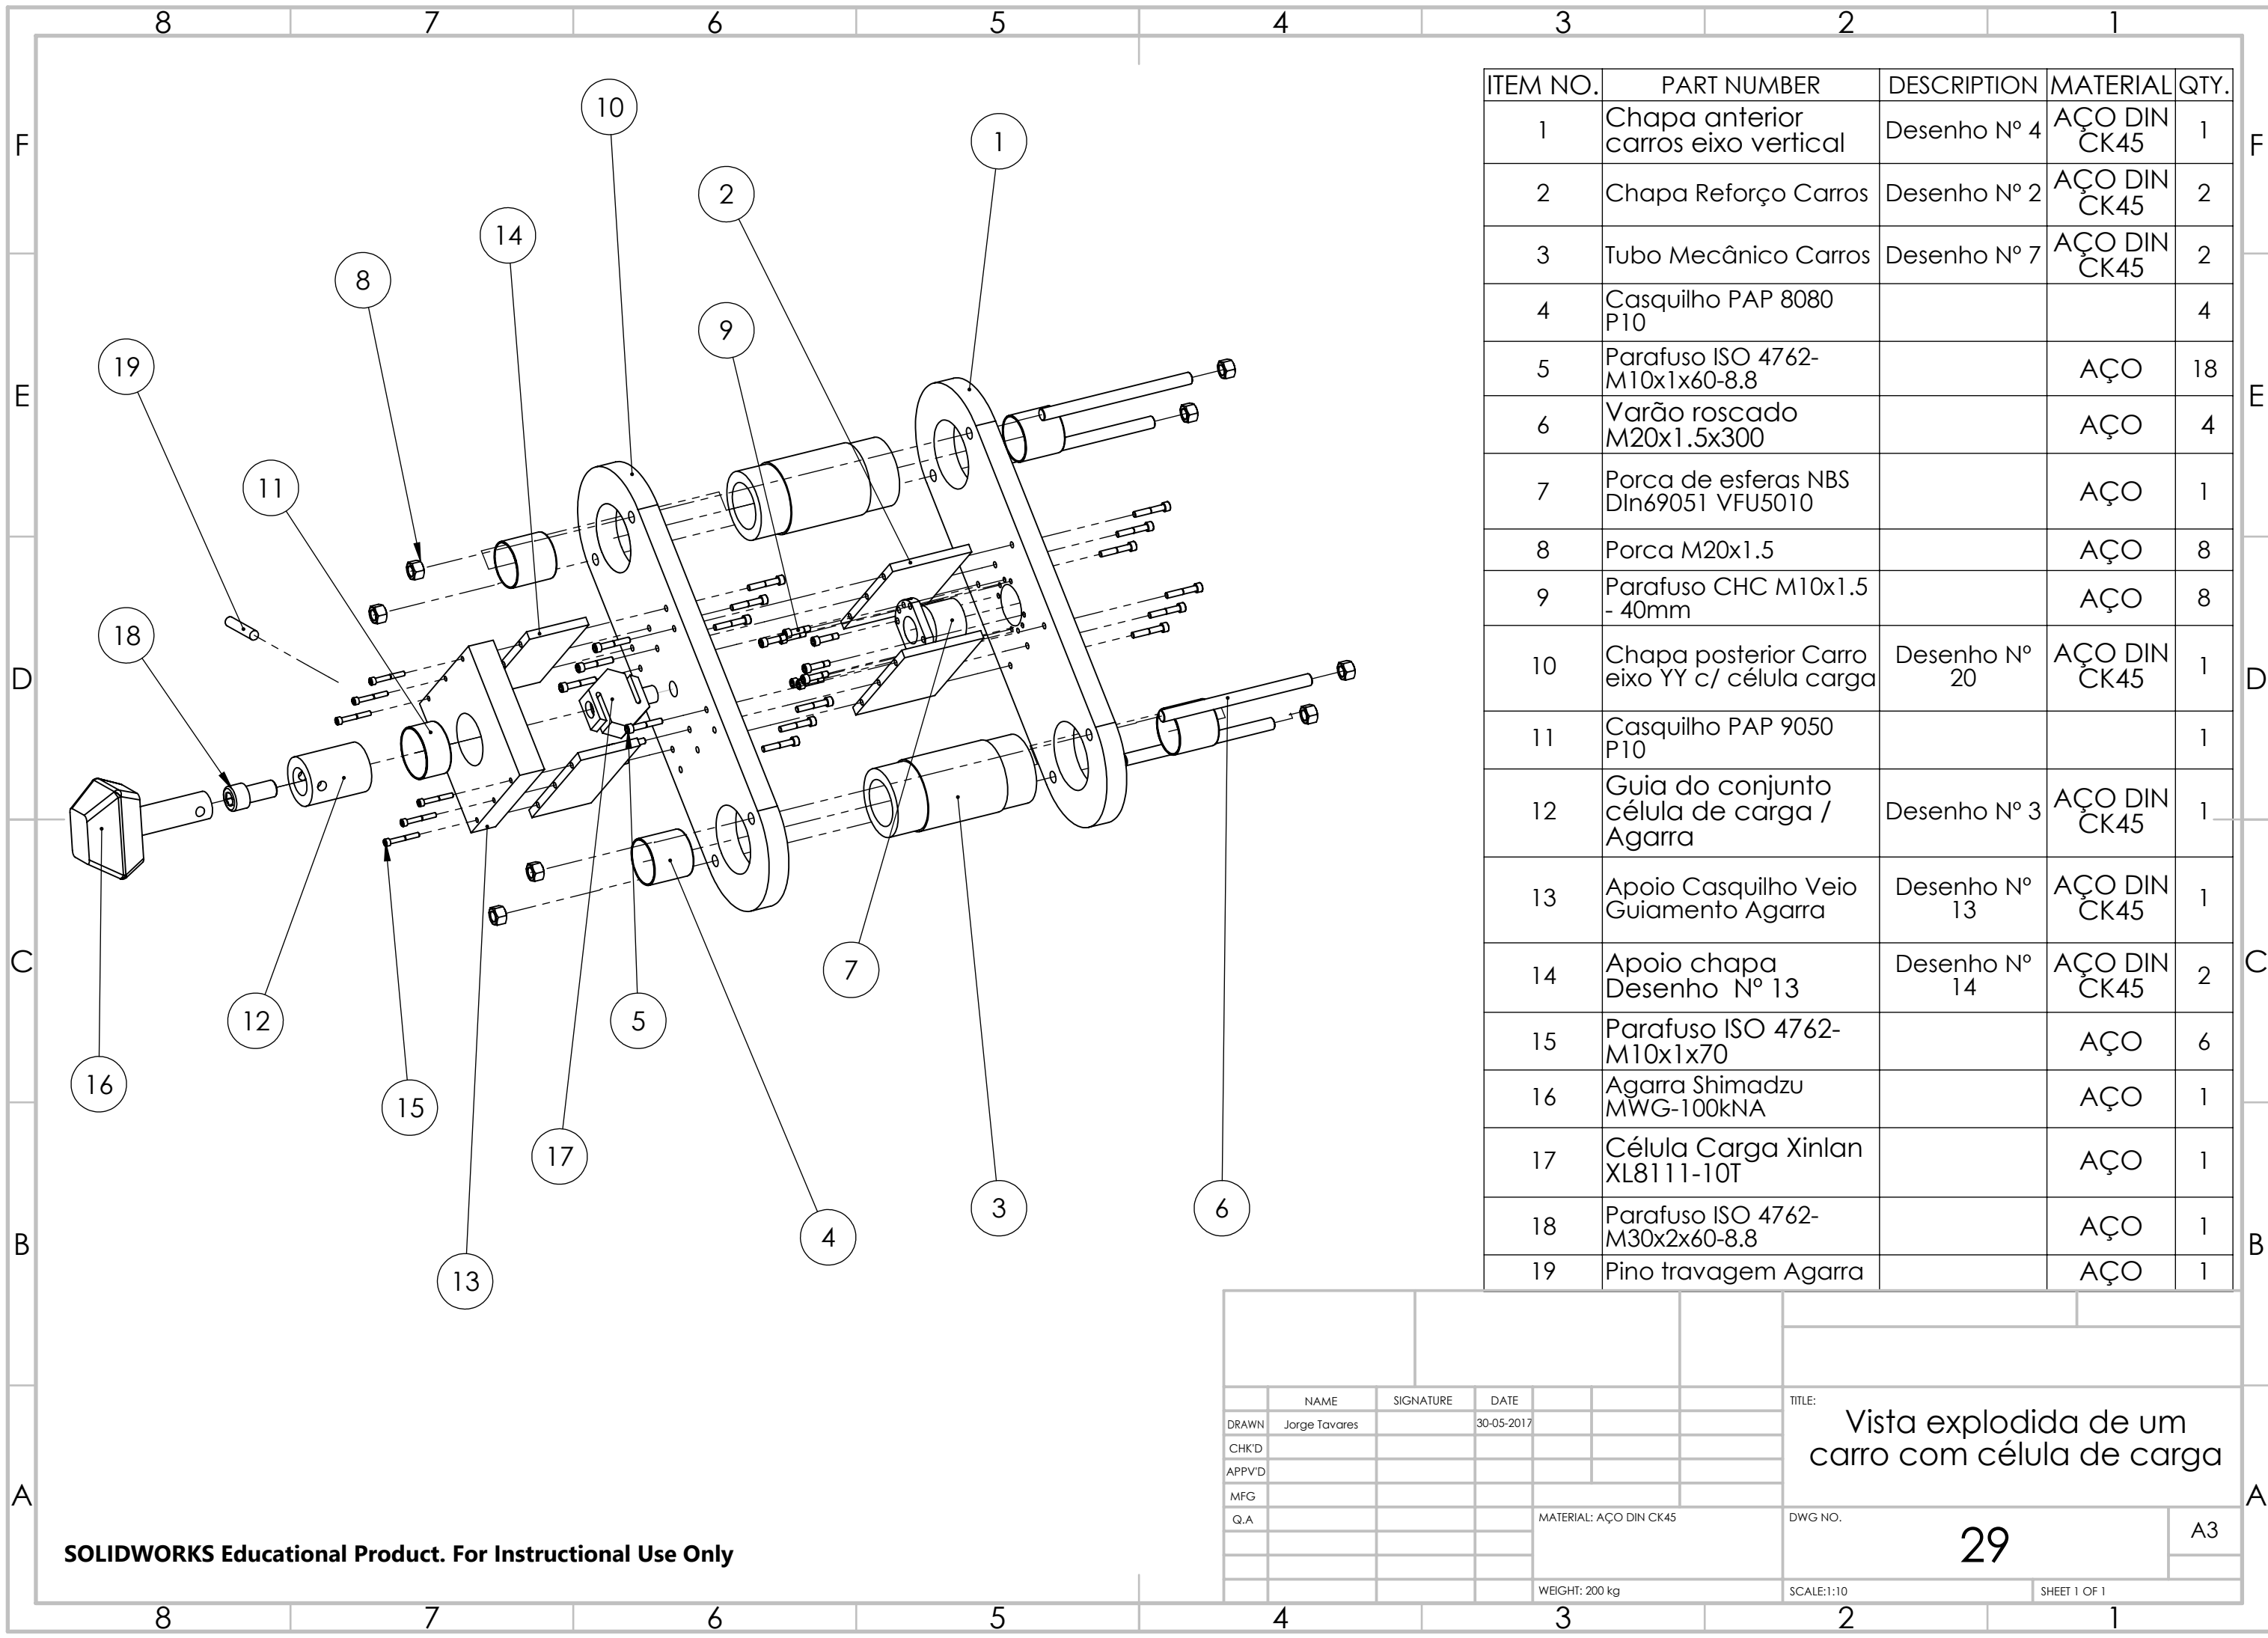 8 7 6 5 4 3 2 1
F
E
D
C
B
A
10
1
2
14
8
9
19
11
18
7
12
5
16
15
17
3
6
4
13
ITEM NO. PART NUMBER DESCRIPTION MATERIAL QTY.
1 Chapa anterior carros eixo vertical Desenho Nº 4 AÇO DIN CK45 1
2 Chapa Reforço Carros Desenho Nº 2 AÇO DIN CK45 2
3 Tubo Mecânico Carros Desenho Nº 7 AÇO DIN CK45 2
4 Casquilho PAP 8080 P10 4
5 Parafuso ISO 4762-M10x1x60-8.8 AÇO 18
6 Varão roscado M20x1.5x300 AÇO 4
7 Porca de esferas NBS DIn69051 VFU5010 AÇO 1
8 Porca M20x1.5 AÇO 8
9 Parafuso CHC M10x1.5 - 40mm AÇO 8
10 Chapa posterior Carro eixo YY c/ célula carga Desenho Nº 20 AÇO DIN CK45 1
11 Casquilho PAP 9050 P10 1
12 Guia do conjunto célula de carga / Agarra Desenho Nº 3 AÇO DIN CK45 1
13 Apoio Casquilho Veio Guiamento Agarra Desenho Nº 13 AÇO DIN CK45 1
14 Apoio chapa Desenho Nº 13 Desenho Nº 14 AÇO DIN CK45 2
15 Parafuso ISO 4762-M10x1x70 AÇO 6
16 Agarra Shimadzu MWG-100kNA AÇO 1
17 Célula Carga Xinlan XL8111-10T AÇO 1
18 Parafuso ISO 4762-M30x2x60-8.8 AÇO 1
19 Pino travagem Agarra AÇO 1
F
E
D
C
B
A
NAME SIGNATURE DATE
DRAWN Jorge Tavares 30-05-2017
CHK'D
APPV'D
MFG
Q.A
MATERIAL: AÇO DIN CK45
WEIGHT: 200 kg
TITLE:
Vista explodida de um
carro com célula de carga
DWG NO.
29
A3
SCALE:1:10
SHEET 1 OF 1
SOLIDWORKS Educational Product. For Instructional Use Only
8 7 6 5 4 3 2 1